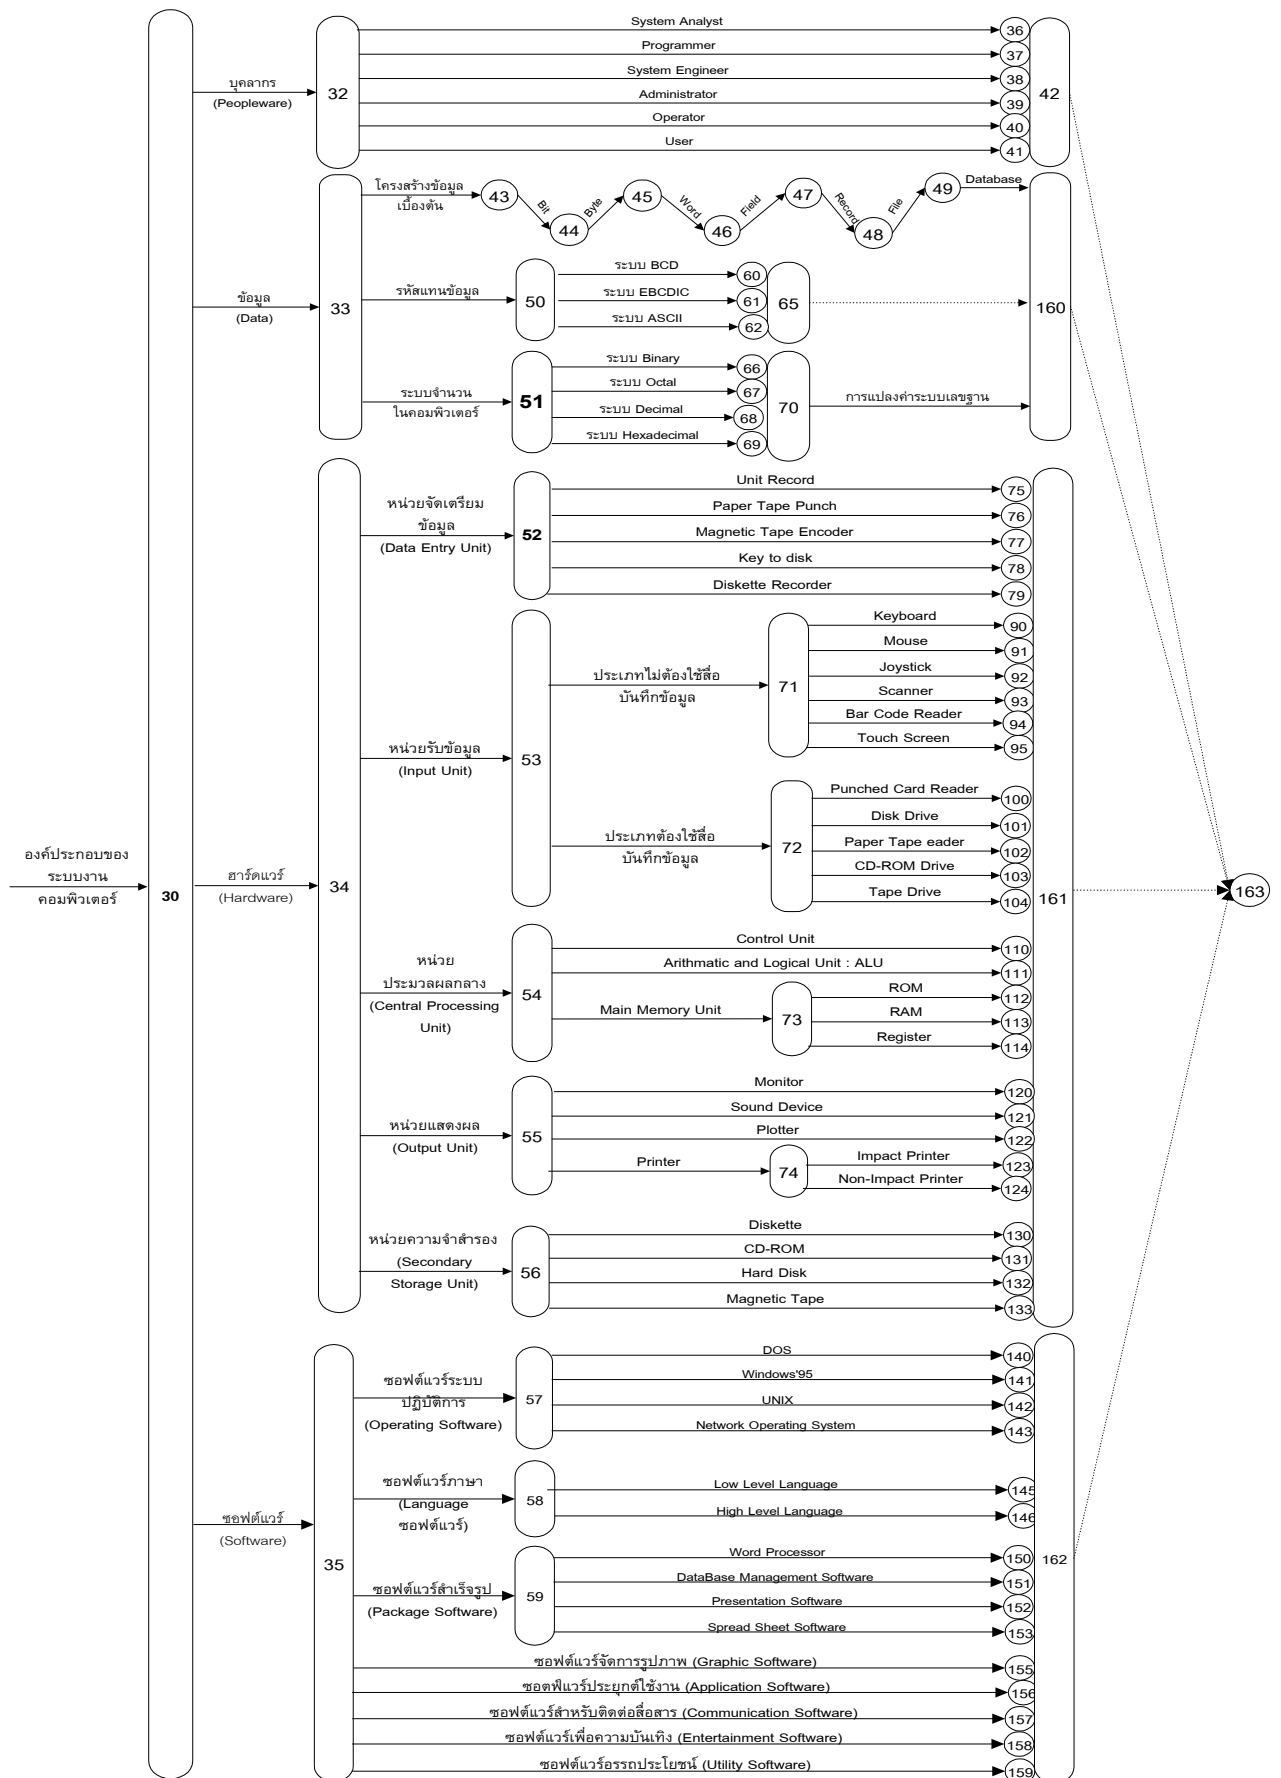 System Analyst
36
Programmer
37
System Engineer
38
Administrator
39
Operator
40
User
41
บุคลากร
(Peopleware)
32
42
โครงสร้างข้อมูล
เบื้องต้น
43
Bit
44
Byte
45
Word
46
Field
47
Record
48
File
49
Database
ข้อมูล
(Data)
33
รหัสแทนข้อมูล
50
ระบบ BCD
60
ระบบ EBCDIC
61
ระบบ ASCII
62
65
160
ระบบจำนวน
ในคอมพิวเตอร์
51
ระบบ Binary
66
ระบบ Octal
67
ระบบ Decimal
68
ระบบ Hexadecimal
69
70
การแปลงค่าระบบเลขฐาน
หน่วยจัดเตรียม
ข้อมูล
(Data Entry Unit)
52
Unit Record
75
Paper Tape Punch
76
Magnetic Tape Encoder
77
Key to disk
78
Diskette Recorder
79
หน่วยรับข้อมูล
(Input Unit)
53
ประเภทไม่ต้องใช้สื่อ
บันทึกข้อมูล
71
Keyboard
90
Mouse
91
Joystick
92
Scanner
93
Bar Code Reader
94
Touch Screen
95
ประเภทต้องใช้สื่อ
บันทึกข้อมูล
72
Punched Card Reader
100
Disk Drive
101
Paper Tape eader
102
CD-ROM Drive
103
Tape Drive
104
องค์ประกอบของ
ระบบงาน
คอมพิวเตอร์
30
ฮาร์ดแวร์
(Hardware)
34
161
163
หน่วย
ประมวลผลกลาง
(Central Processing
Unit)
54
Control Unit
110
Arithmatic and Logical Unit : ALU
111
Main Memory Unit
73
ROM
112
RAM
113
Register
114
หน่วยแสดงผล
(Output Unit)
55
Monitor
120
Sound Device
121
Plotter
122
Printer
74
Impact Printer
123
Non-Impact Printer
124
หน่วยความจำสำรอง
(Secondary
Storage Unit)
56
Diskette
130
CD-ROM
131
Hard Disk
132
Magnetic Tape
133
ซอฟต์แวร์ระบบ
ปฏิบัติการ
(Operating Software)
57
DOS
140
Windows'95
141
UNIX
142
Network Operating System
143
ซอฟต์แวร์ภาษา
(Language
ซอฟต์แวร์)
58
Low Level Language
145
High Level Language
146
ซอฟต์แวร์
(Software)
35
162
ซอฟต์แวร์สำเร็จรูป
(Package Software)
59
Word Processor
150
DataBase Management Software
151
Presentation Software
152
Spread Sheet Software
153
ซอฟต์แวร์จัดการรูปภาพ (Graphic Software)
155
ซอตฟ์แวร์ประยุกต์ใช้งาน (Application Software)
156
ซอฟต์แวร์สำหรับติดต่อสื่อสาร (Communication Software)
157
ซอฟต์แวร์เพื่อความบันเทิง (Entertainment Software)
158
ซอฟต์แวร์อรรถประโยชน์ (Utility Software)
159